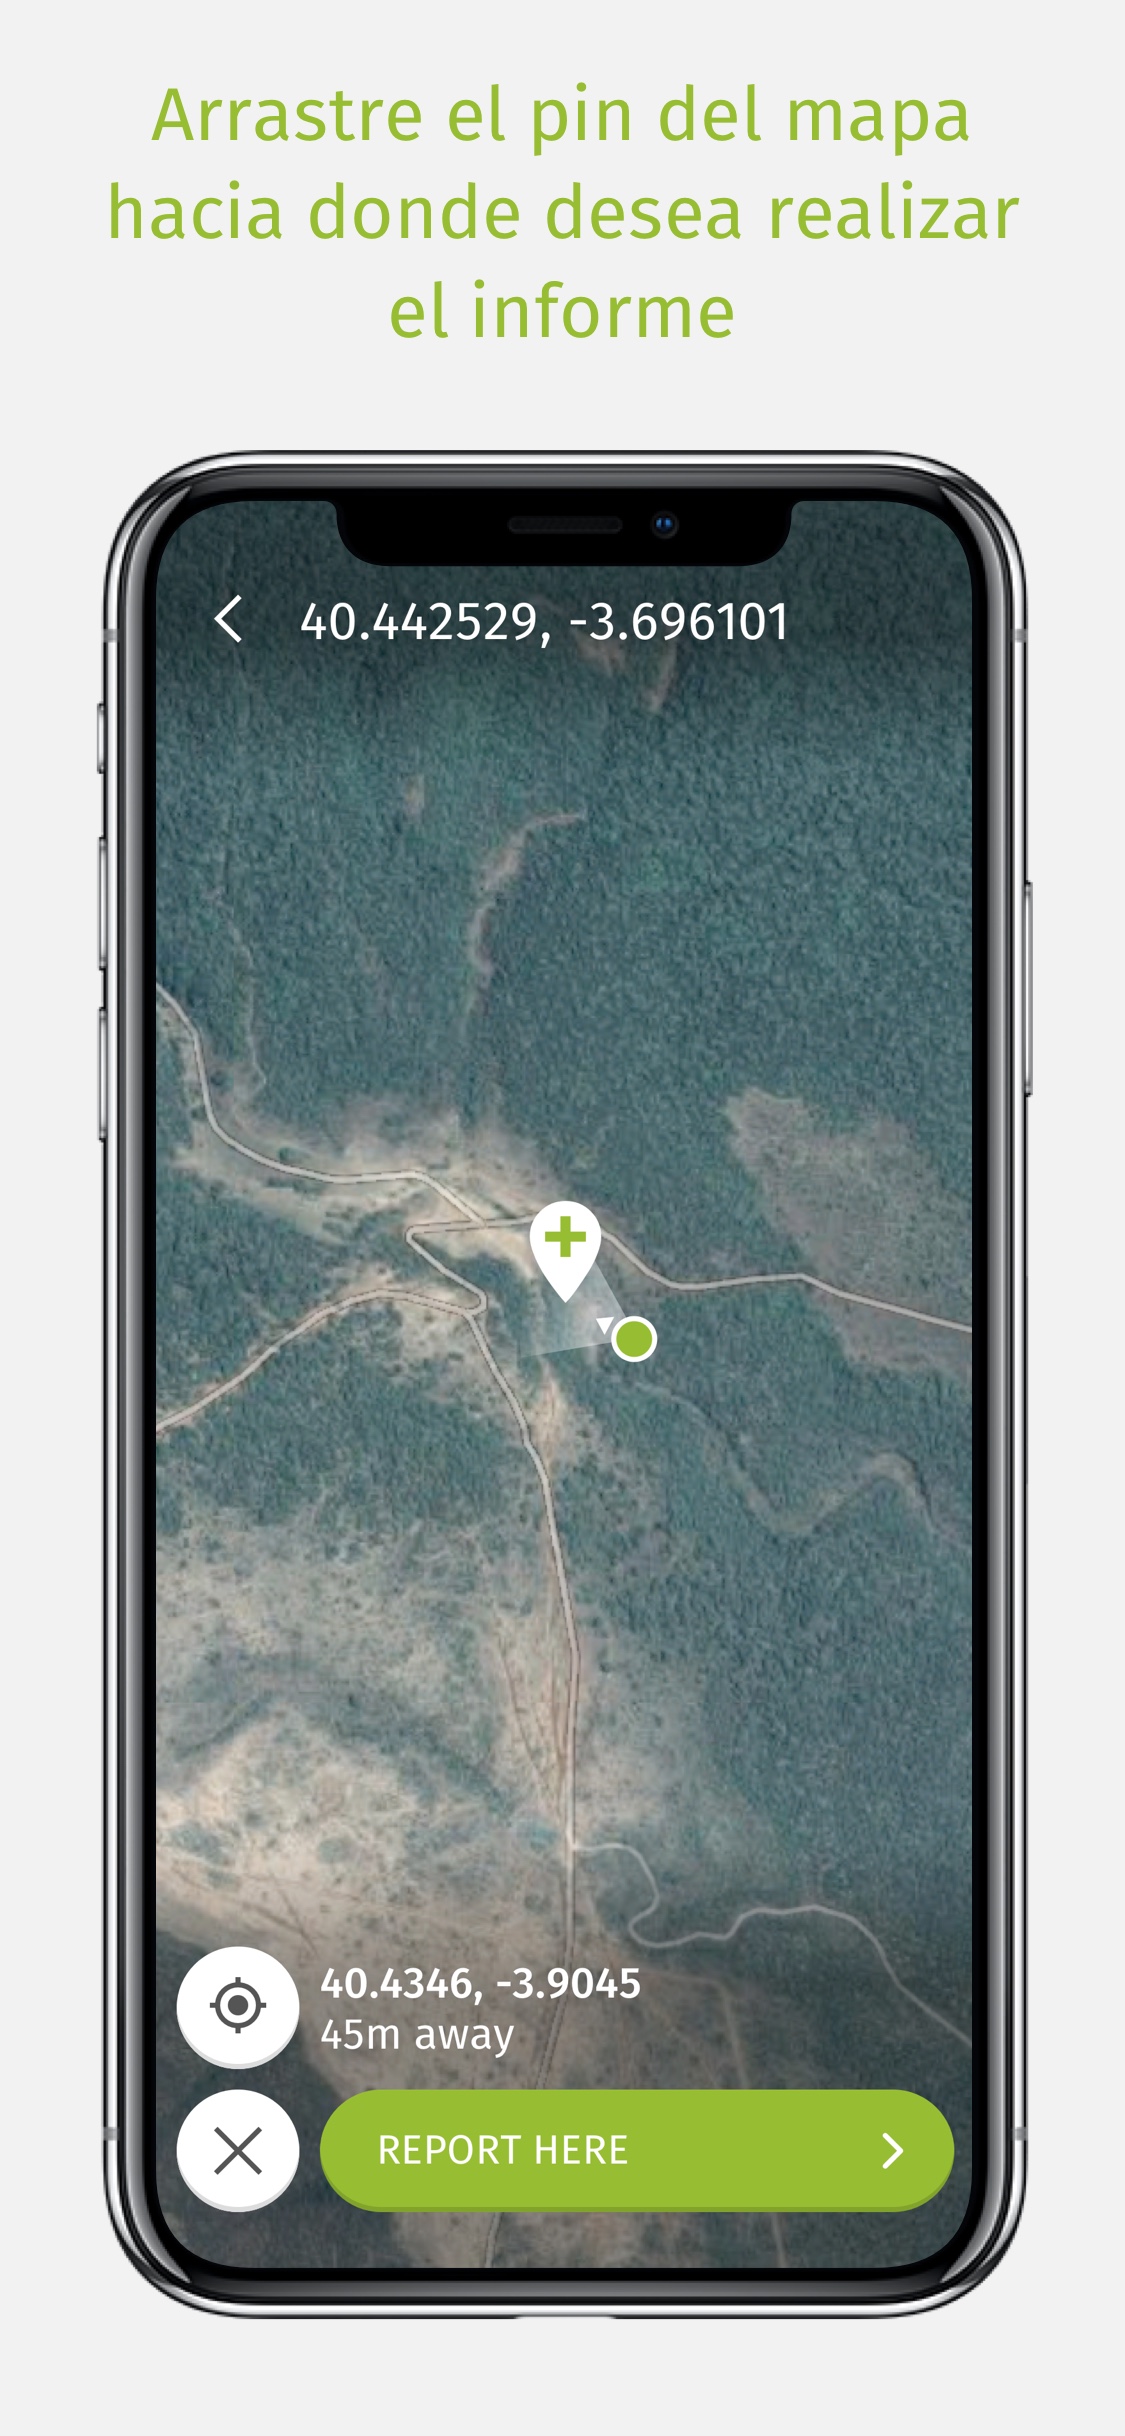 Arrastre el pin del mapa
hacia donde desea realizar
el informe
40.442529, -3.696101
40.4346, -3.9045
45m away
REPORT HERE